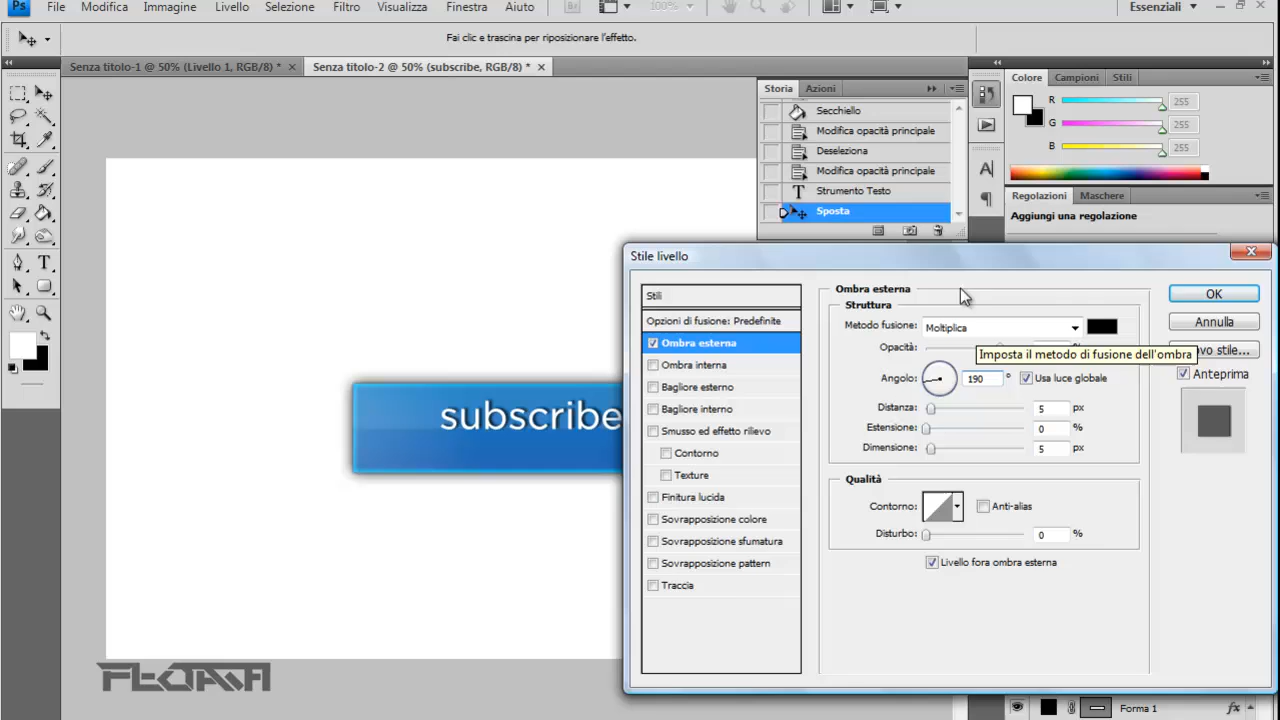 Ps File Modifica Immagine Livello Selezione Filtro Visualizza Finestra Aiuto Br 100% Essenziali
Fai clic e trascina per riposizionare l'effetto.
Senza titolo-1 @ 50% (Livello 1, RGB/8) * Senza titolo-2 @ 50% (subscribe, RGB/8) *
Storia Azioni
Secchiello
Modifica opacità principale
Deseleziona
Modifica opacità principale
Strumento Testo
Sposta
Colore Campioni Stili
R 255
G 255
B 255
Regolazioni Maschere
Aggiungi una regolazione
subscribe
Stile livello
Stili
Opzioni di fusione: Predefinite
Ombra esterna
Ombra interna
Bagliore esterno
Bagliore interno
Smusso ed effetto rilievo
Contorno
Texture
Finitura lucida
Sovrapposizione colore
Sovrapposizione sfumatura
Sovrapposizione pattern
Traccia
Ombra esterna
Struttura
Metodo fusione: Moltiplica
Opacità:
Imposta il metodo di fusione dell'ombra
Angolo: 190 ° Usa luce globale
Distanza: 5 px
Estensione: 0 %
Dimensione: 5 px
Qualità
Contorno: Anti-alias
Disturbo: 0 %
Livello fora ombra esterna
OK
Annulla
ovo stile...
Anteprima
Forma 1 fx